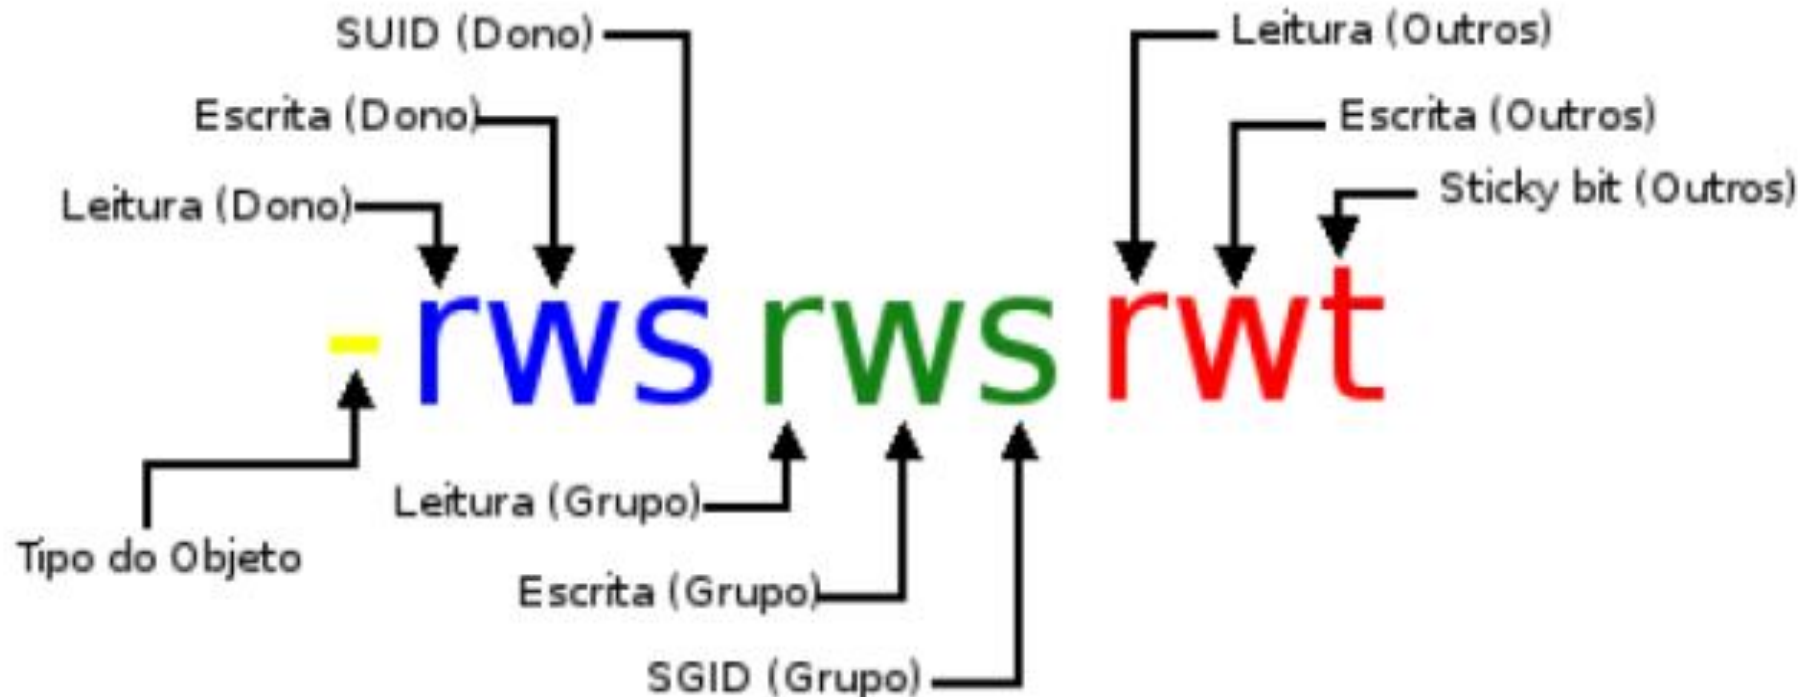 SUID (Dono)
Leitura (Outros)
Escrita (Dono)
Escrita (Outros)
Leitura (Dono)
Sticky bit (Outros)
- rws rws rwt
Leitura (Grupo)
Tipo do Objeto
Escrita (Grupo)
SGID (Grupo)